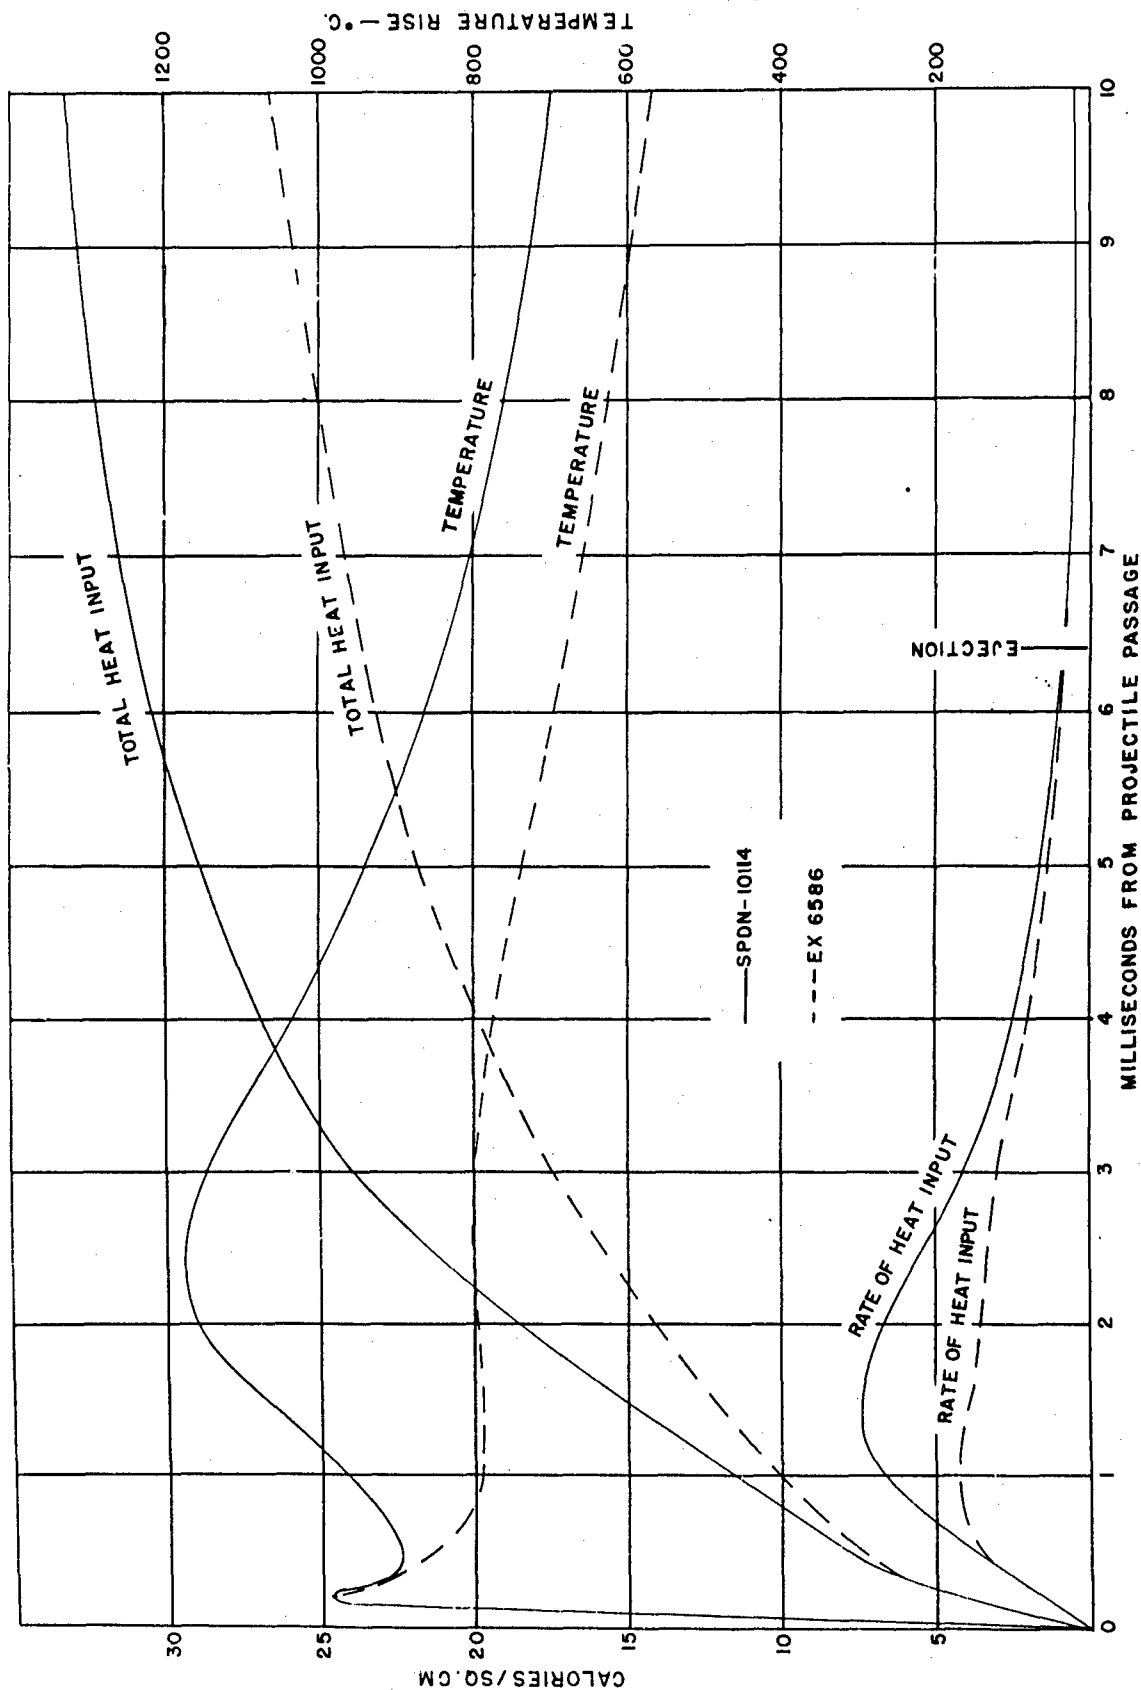 TEMPERATURE RISE — °C.
1200
1000
800
600
400
200
TOTAL HEAT INPUT
TOTAL HEAT INPUT
TEMPERATURE
TEMPERATURE
EJECTION
SPDN-10114
EX 6586
RATE OF HEAT INPUT
RATE OF HEAT INPUT
30
25
20
15
10
5
CALORIES/SQ.CM
0
1
2
3
4
5
6
7
8
9
10
MILLISECONDS FROM PROJECTILE PASSAGE